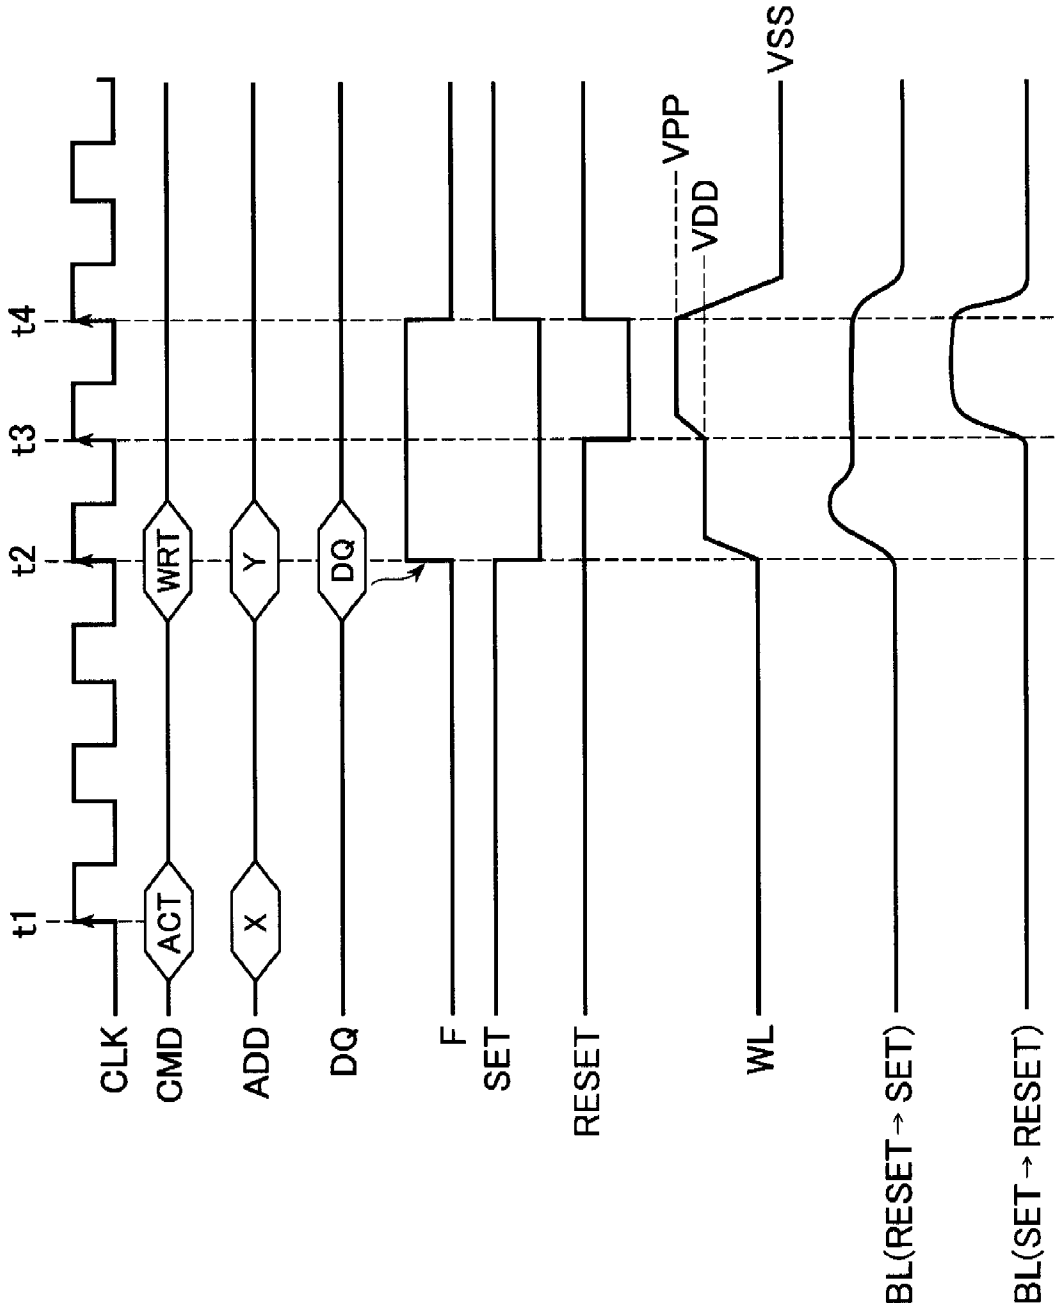 t1 t2 t3 t4
CLK
CMD ACT WRT
ADD X Y
DQ DQ
F
SET
RESET
VPP
VDD
WL
VSS
BL(RESET→SET)
BL(SET→RESET)